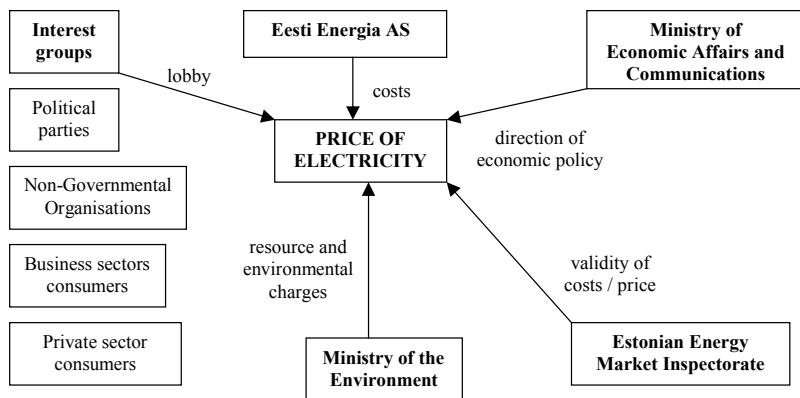 Interest
groups
Eesti Energia AS
Ministry of
Economic Affairs and
Communications
lobby
costs
Political
parties
PRICE OF
ELECTRICITY
direction of
economic policy
Non-Governmental
Organisations
Business sectors
consumers
resource and
environmental
charges
validity of
costs / price
Private sector
consumers
Ministry of the
Environment
Estonian Energy
Market Inspectorate